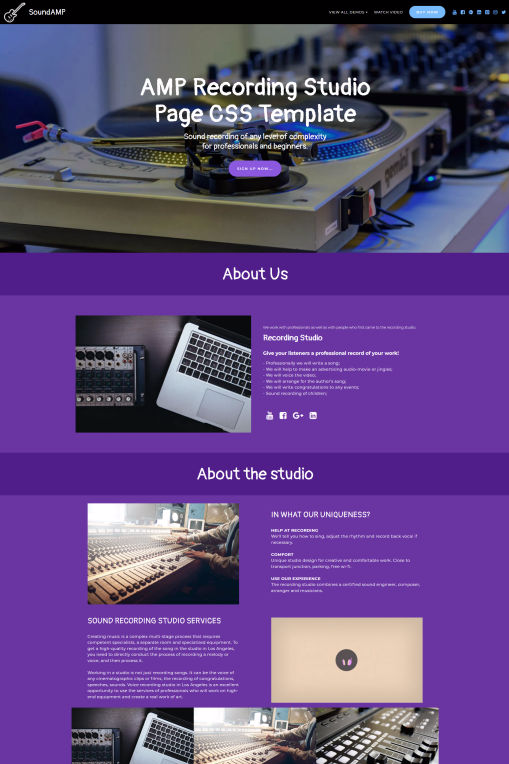 SoundAMP
VIEW ALL DEMOS
WATCH VIDEO
BUY NOW
AMP Recording Studio
Page CSS Template
Sound recording of any level of complexity
for professionals and beginners.
SIGN UP NOW...
About Us
We work with professionals as well as with people who first came to the recording studio.
Recording Studio
Give your listeners a professional record of your work!
- Professionally we will write a song;
- We will help to make an advertising audio-movie or jingles;
- We will voice the video;
- We will arrange for the author's song;
- We will write congratulations to any events;
- Sound recording of children;
About the studio
IN WHAT OUR UNIQUENESS?
HELP AT RECORDING
We'll tell you how to sing, adjust the rhythm and record back vocal if
necessary.
COMFORT
Unique studio design for creative and comfortable work. Close to
transport junction, parking, free wi-fi.
USE OUR EXPERIENCE
The recording studio combines a certified sound engineer, composer,
arranger and musicians.
SOUND RECORDING STUDIO SERVICES
Creating music is a complex multi-stage process that requires
competent specialists, a separate room and specialized equipment. To
get a high-quality recording of the song in the studio in Los Angeles,
you need to directly conduct the process of recording a melody or
voice, and then process it.
Working in a studio is not just recording songs. It can be the voice of
any cinematographic clips or films, the recording of congratulations,
speeches, sounds. Voice recording studio in Los Angeles is an excellent
opportunity to use the services of professionals who will work on high-
end equipment and create a real work of art.